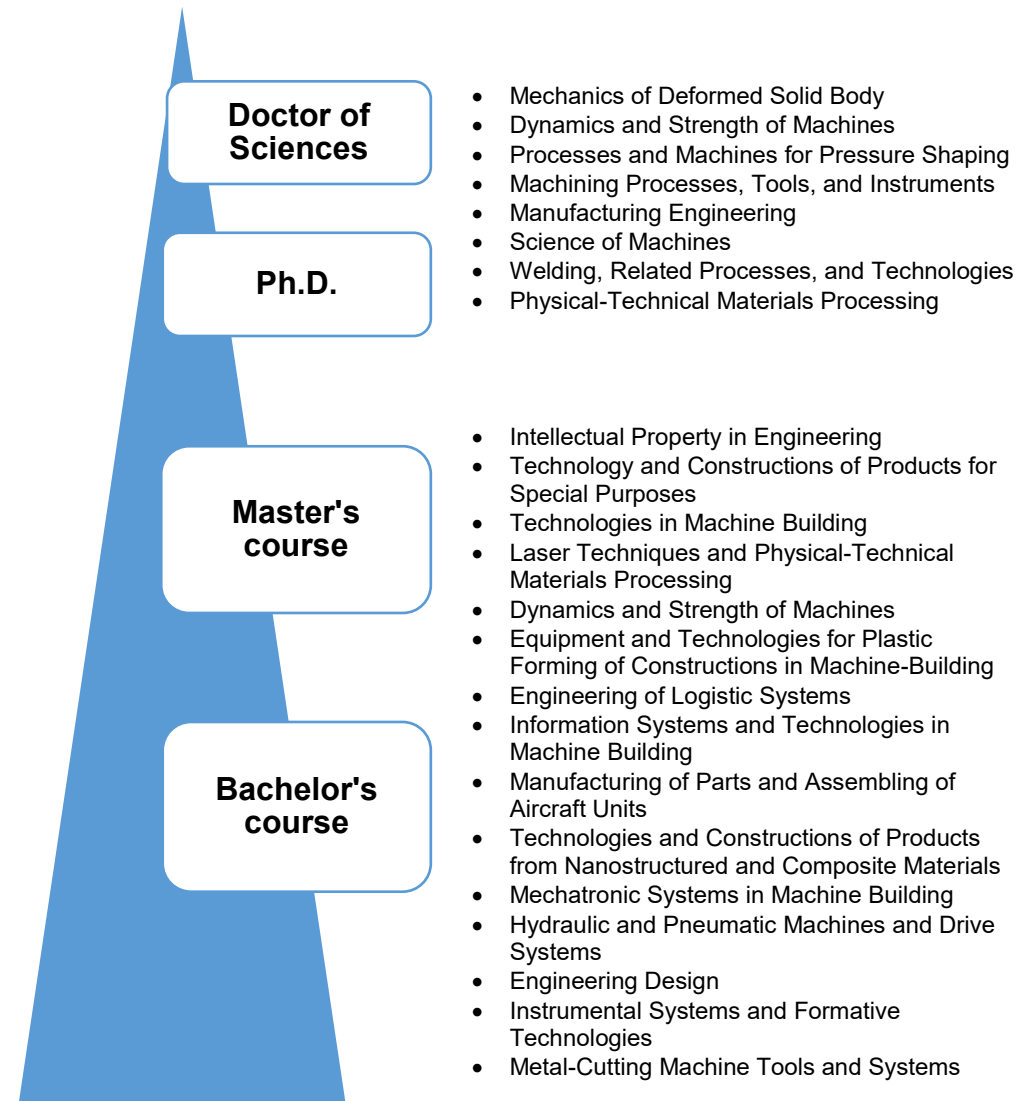 Doctor of
Sciences
• Mechanics of Deformed Solid Body
• Dynamics and Strength of Machines
• Processes and Machines for Pressure Shaping
• Machining Processes, Tools, and Instruments
• Manufacturing Engineering
• Science of Machines
• Welding, Related Processes, and Technologies
• Physical-Technical Materials Processing
Ph.D.
Master's
course
• Intellectual Property in Engineering
• Technology and Constructions of Products for
Special Purposes
• Technologies in Machine Building
• Laser Techniques and Physical-Technical
Materials Processing
• Dynamics and Strength of Machines
• Equipment and Technologies for Plastic
Forming of Constructions in Machine-Building
• Engineering of Logistic Systems
• Information Systems and Technologies in
Machine Building
• Manufacturing of Parts and Assembling of
Aircraft Units
• Technologies and Constructions of Products
from Nanostructured and Composite Materials
• Mechatronic Systems in Machine Building
• Hydraulic and Pneumatic Machines and Drive
Systems
• Engineering Design
• Instrumental Systems and Formative
Technologies
• Metal-Cutting Machine Tools and Systems
Bachelor's
course